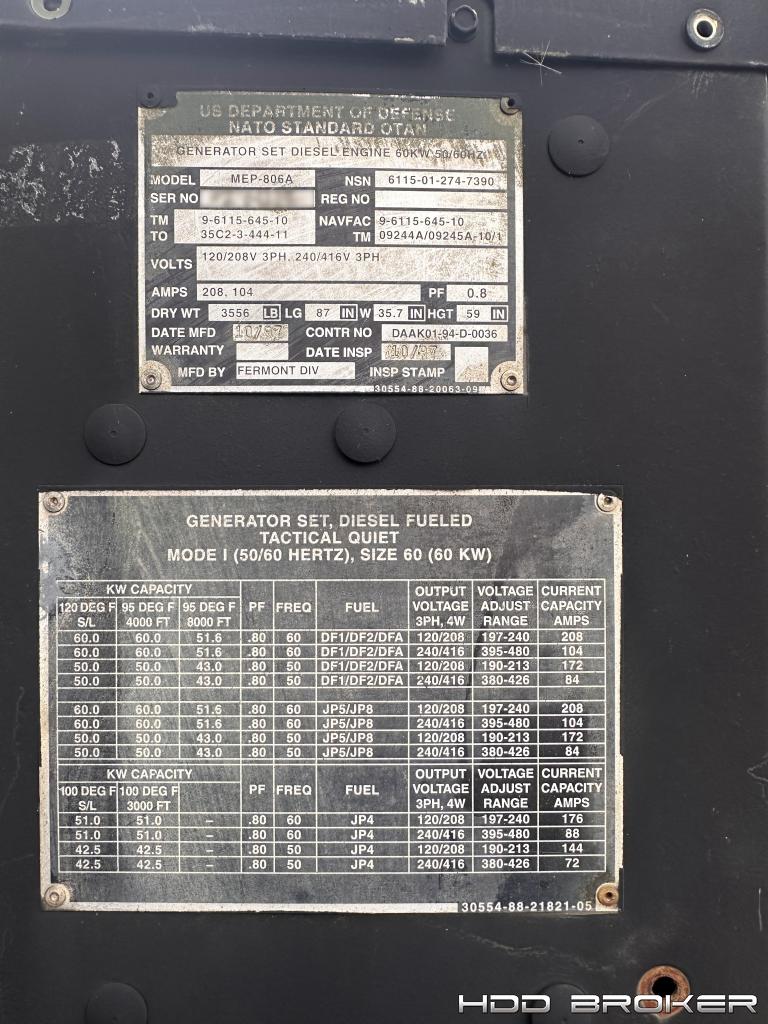 US DEPARTMENT OF DEFENSE
NATO STANDARD OTAN
GENERATOR SET DIESEL ENGINE 60KW 50/60HZ
MODEL MEP-806A NSN 6115-01-274-7390
SER NO REG NO
TM 9-6115-645-10 NAVFAC 9-6115-645-10
TO 35C2-3-444-11 TM 09244A/09245A-10/1
VOLTS 120/208V 3PH, 240/416V 3PH
AMPS 208, 104 PF 0.8
DRY WT 3556 LB LG 87 IN W 35.7 IN HGT 59 IN
DATE MFD 10/97 CONTR NO DAAK01-94-D-0036
WARRANTY DATE INSP 10/97
MFD BY FERMONT DIV INSP STAMP
30554-88-20063-09
GENERATOR SET, DIESEL FUELED
TACTICAL QUIET
MODE I (50/60 HERTZ), SIZE 60 (60 KW)
KW CAPACITY OUTPUT VOLTAGE CURRENT
120 DEG F 95 DEG F 95 DEG F PF FREQ FUEL VOLTAGE ADJUST CAPACITY
S/L 4000 FT 8000 FT 3PH, 4W RANGE AMPS
60.0 60.0 51.6 .80 60 DF1/DF2/DFA 120/208 197-240 208
60.0 60.0 51.6 .80 60 DF1/DF2/DFA 240/416 395-480 104
50.0 50.0 43.0 .80 50 DF1/DF2/DFA 120/208 190-213 172
50.0 50.0 43.0 .80 50 DF1/DF2/DFA 240/416 380-426 84
60.0 60.0 51.6 .80 60 JP5/JP8 120/208 197-240 208
60.0 60.0 51.6 .80 60 JP5/JP8 240/416 395-480 104
50.0 50.0 43.0 .80 50 JP5/JP8 120/208 190-213 172
50.0 50.0 43.0 .80 50 JP5/JP8 240/416 380-426 84
KW CAPACITY OUTPUT VOLTAGE CURRENT
100 DEG F 100 DEG F PF FREQ FUEL VOLTAGE ADJUST CAPACITY
S/L 3000 FT 3PH, 4W RANGE AMPS
51.0 51.0 – .80 60 JP4 120/208 197-240 176
51.0 51.0 – .80 60 JP4 240/416 395-480 88
42.5 42.5 – .80 50 JP4 120/208 190-213 144
42.5 42.5 – .80 50 JP4 240/416 380-426 72
30554-88-21821-05
HDD BROKER